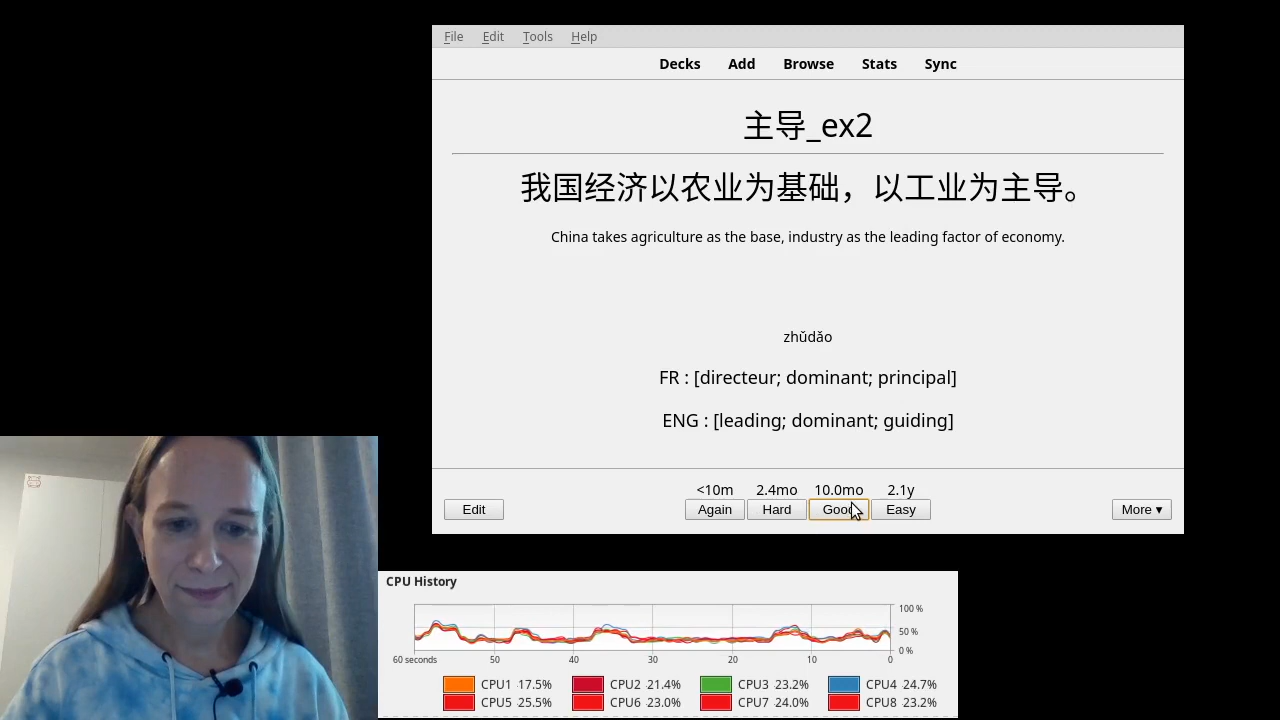 File Edit Tools Help
Decks Add Browse Stats Sync
主导_ex2
我国经济以农业为基础，以工业为主导。
China takes agriculture as the base, industry as the leading factor of economy.
zhǔdǎo
FR : [directeur; dominant; principal]
ENG : [leading; dominant; guiding]
<10m 2.4mo 10.0mo 2.1y
Edit Again Hard Good Easy More ▾
CPU History
100 %
50 %
0 %
60 seconds 50 40 30 20 10 0
CPU1 17.5% CPU2 21.4% CPU3 23.2% CPU4 24.7%
CPU5 25.5% CPU6 23.0% CPU7 24.0% CPU8 23.2%